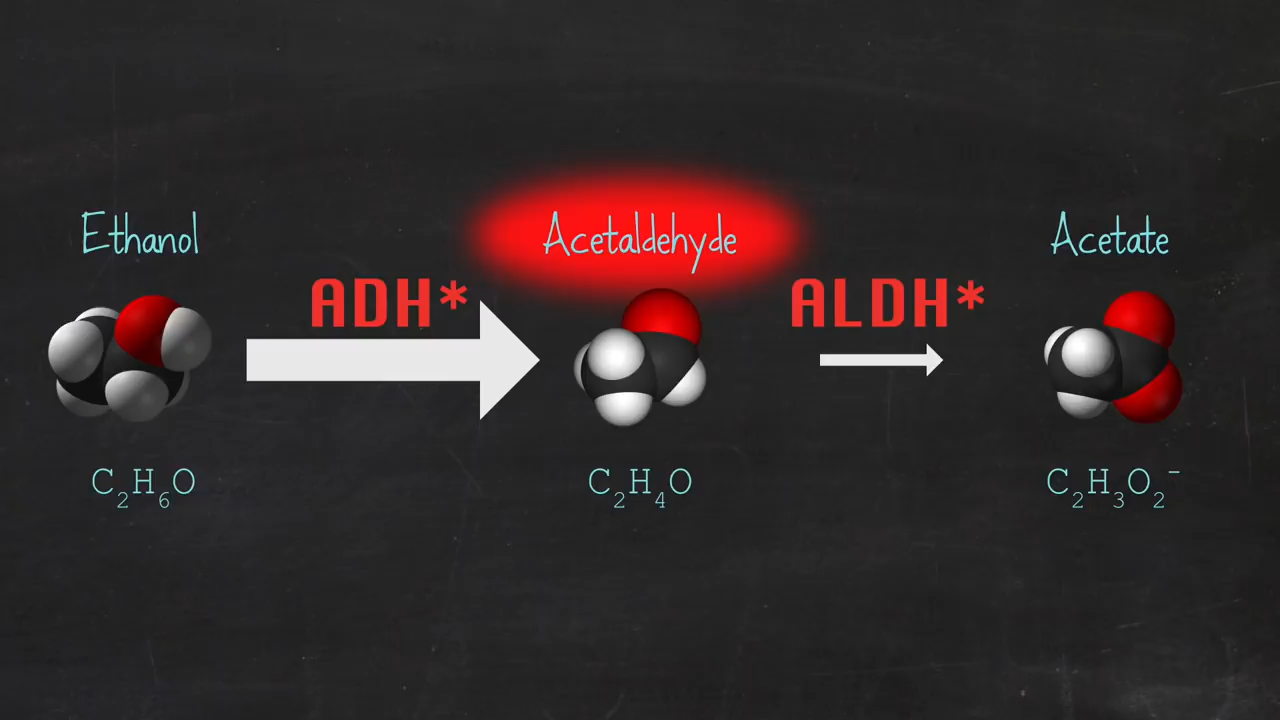 Ethanol
Acetaldehyde
Acetate
ADH*
ALDH*
C₂H₆O
C₂H₄O
C₂H₃O₂⁻